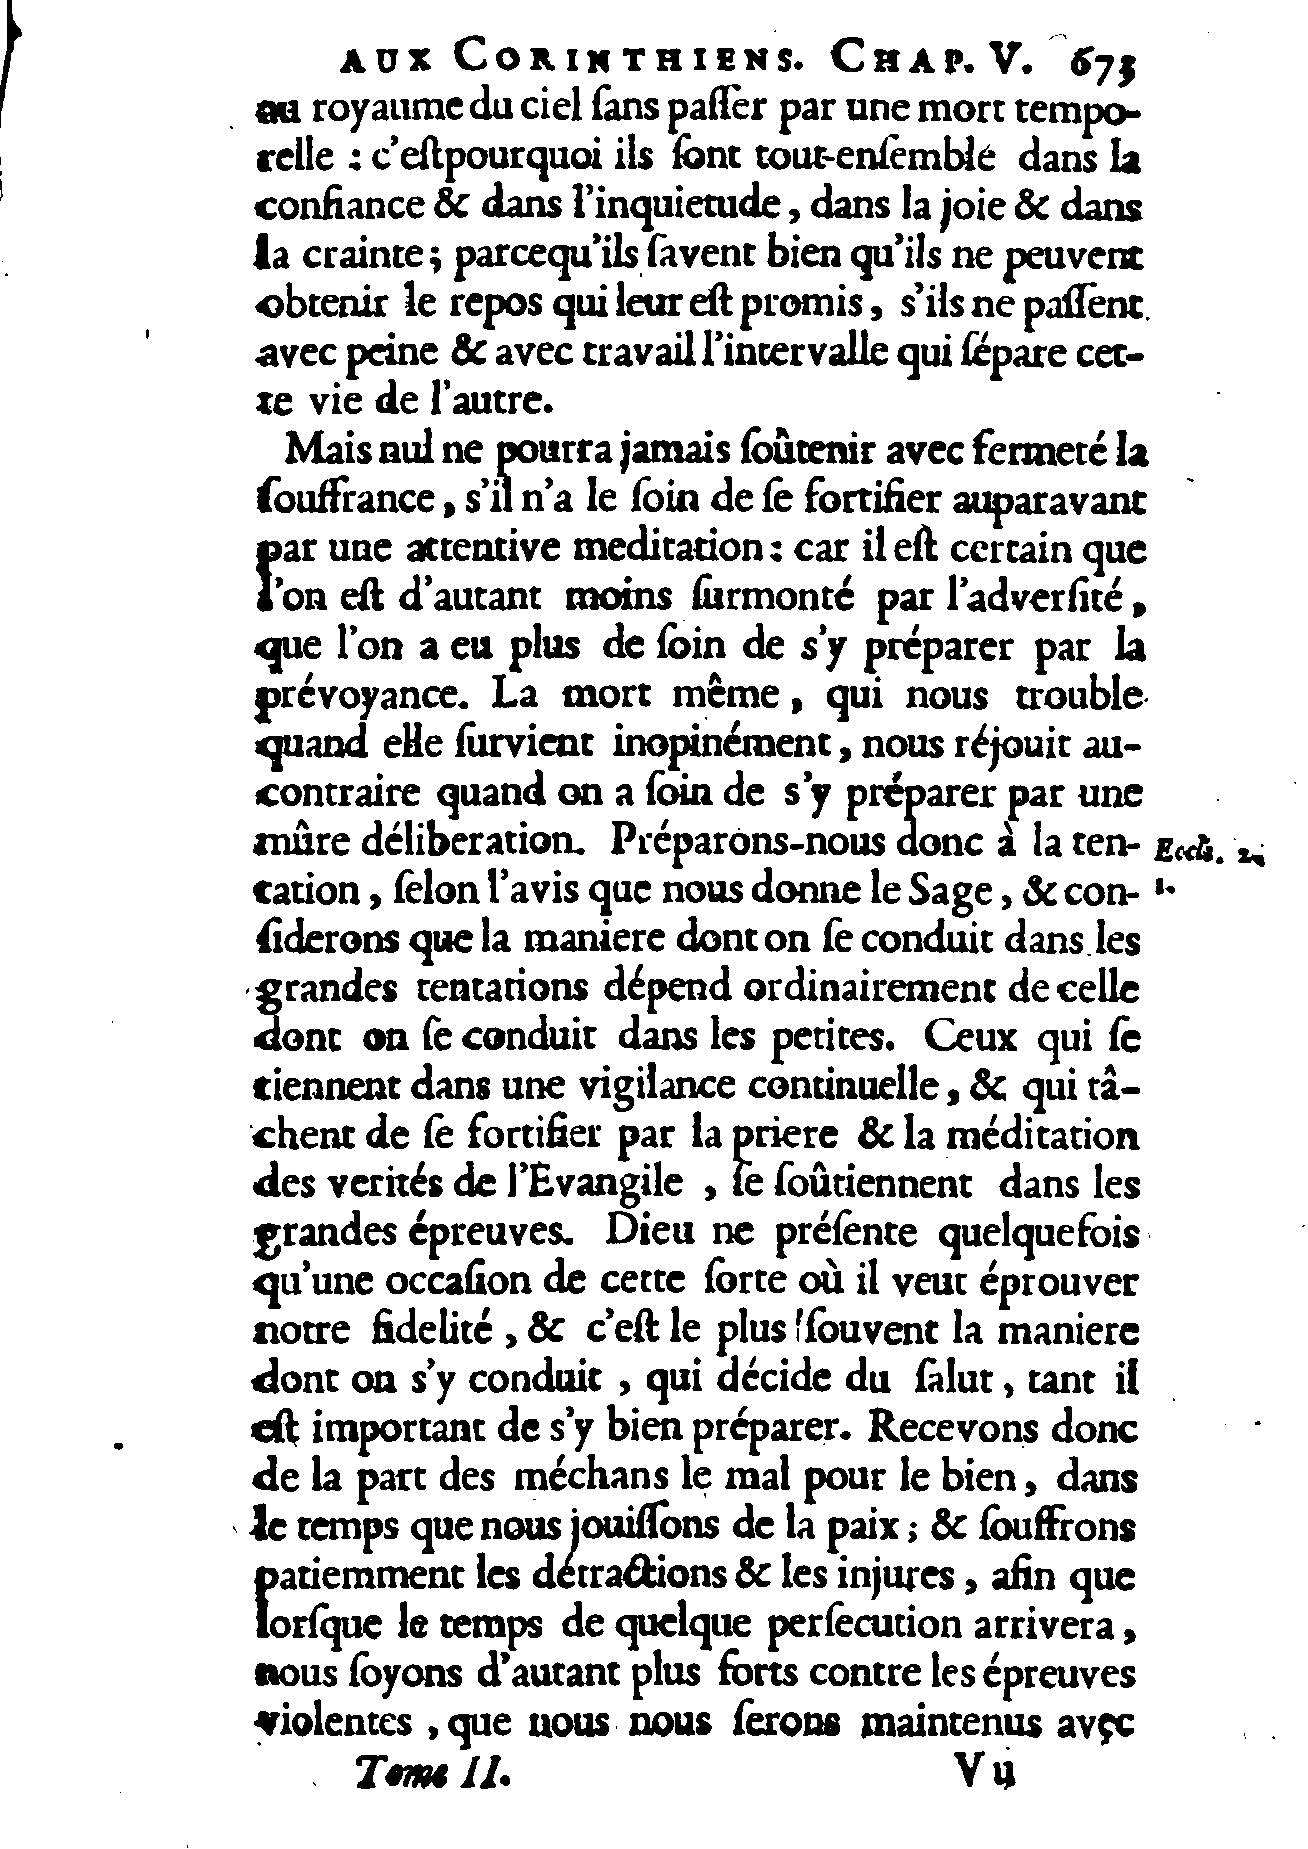 AUX CORINTHIENS. CHAP. V. 673
au royaume du ciel ſans paſſer par une mort tempo-
relle : c'eſtpourquoi ils ſont tout-enſemble dans la
confiance & dans l'inquietude, dans la joie & dans
la crainte; parcequ'ils ſavent bien qu'ils ne peuvent
obtenir le repos qui leur eſt promis, s'ils ne paſſent
avec peine & avec travail l'intervalle qui ſépare cet-
te vie de l'autre.
Mais nul ne pourra jamais ſoûtenir avec fermeté la
ſouffrance, s'il n'a le ſoin de ſe fortifier auparavant
par une attentive meditation: car il eſt certain que
l'on eſt d'autant moins ſurmonté par l'adverſité,
que l'on a eu plus de ſoin de s'y préparer par la
prévoyance. La mort même, qui nous trouble
quand elle ſurvient inopinément, nous réjouit au-
contraire quand on a ſoin de s'y préparer par une
mûre déliberation. Préparons-nous donc à la ten-
Eccli. 2.
tation, ſelon l'avis que nous donne le Sage, & con-
1.
ſiderons que la maniere dont on ſe conduit dans les
grandes tentations dépend ordinairement de celle
dont on ſe conduit dans les petites. Ceux qui ſe
tiennent dans une vigilance continuelle, & qui tâ-
chent de ſe fortifier par la priere & la méditation
des verités de l'Evangile, ſe ſoûtiennent dans les
grandes épreuves. Dieu ne préſente quelquefois
qu'une occaſion de cette ſorte où il veut éprouver
notre fidelité, & c'eſt le plus ſouvent la maniere
dont on s'y conduit, qui décide du ſalut, tant il
eſt important de s'y bien préparer. Recevons donc
de la part des méchans le mal pour le bien, dans
le temps que nous jouiſſons de la paix; & ſouffrons
patiemment les détractions & les injures, afin que
lorſque le temps de quelque perſecution arrivera,
nous ſoyons d'autant plus forts contre les épreuves
violentes, que nous nous ſerons maintenus avec
Tome II. V u